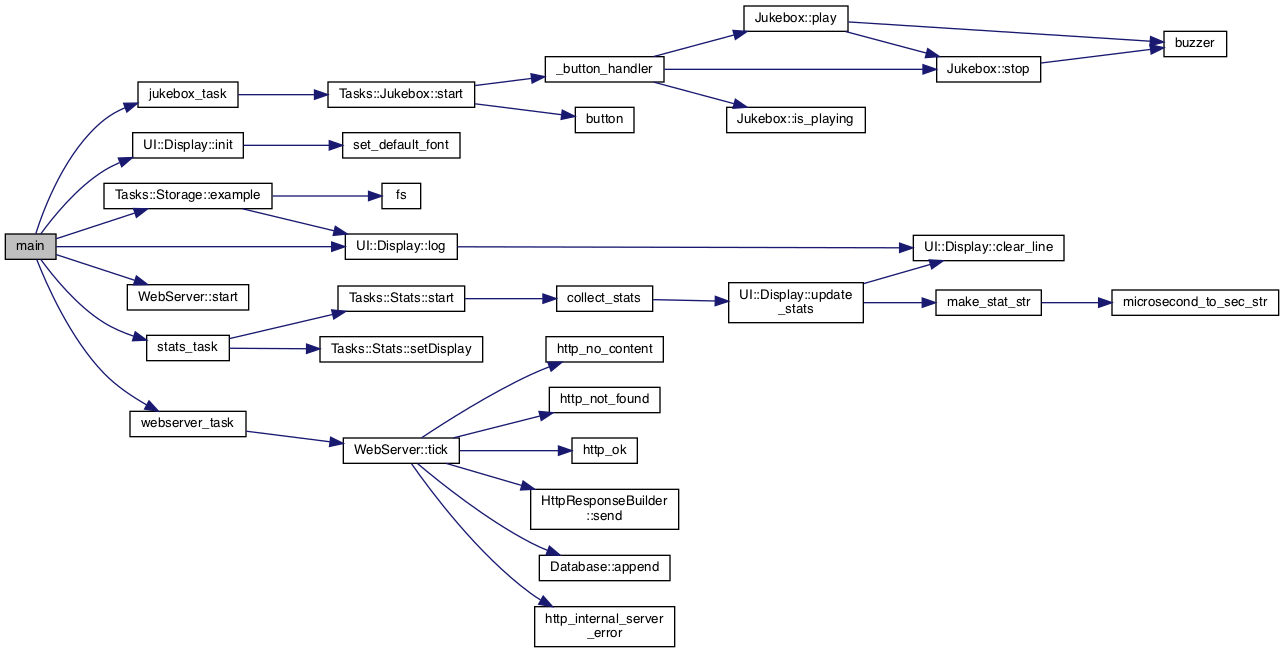 Jukebox::play
buzzer
_button_handler
Jukebox::stop
jukebox_task
Tasks::Jukebox::start
button
Jukebox::is_playing
UI::Display::init
set_default_font
Tasks::Storage::example
fs
main
UI::Display::log
UI::Display::clear_line
WebServer::start
Tasks::Stats::start
collect_stats
UI::Display::update
_stats
make_stat_str
microsecond_to_sec_str
stats_task
Tasks::Stats::setDisplay
http_no_content
http_not_found
webserver_task
WebServer::tick
http_ok
HttpResponseBuilder
::send
Database::append
http_internal_server
_error